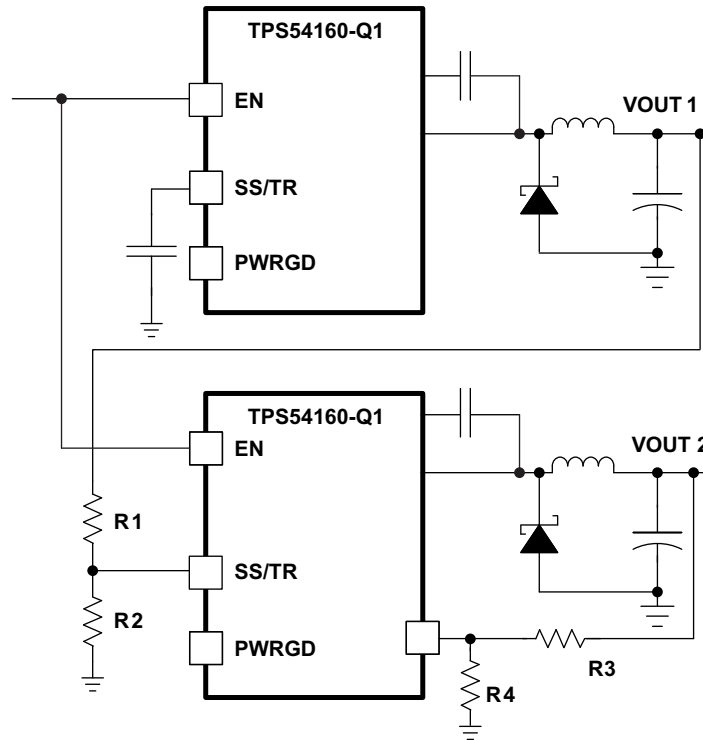 TPS54160-Q1
EN
VOUT 1
SS/TR
PWRGD
TPS54160-Q1
EN
VOUT 2
R1
SS/TR
R2
PWRGD
R3
R4